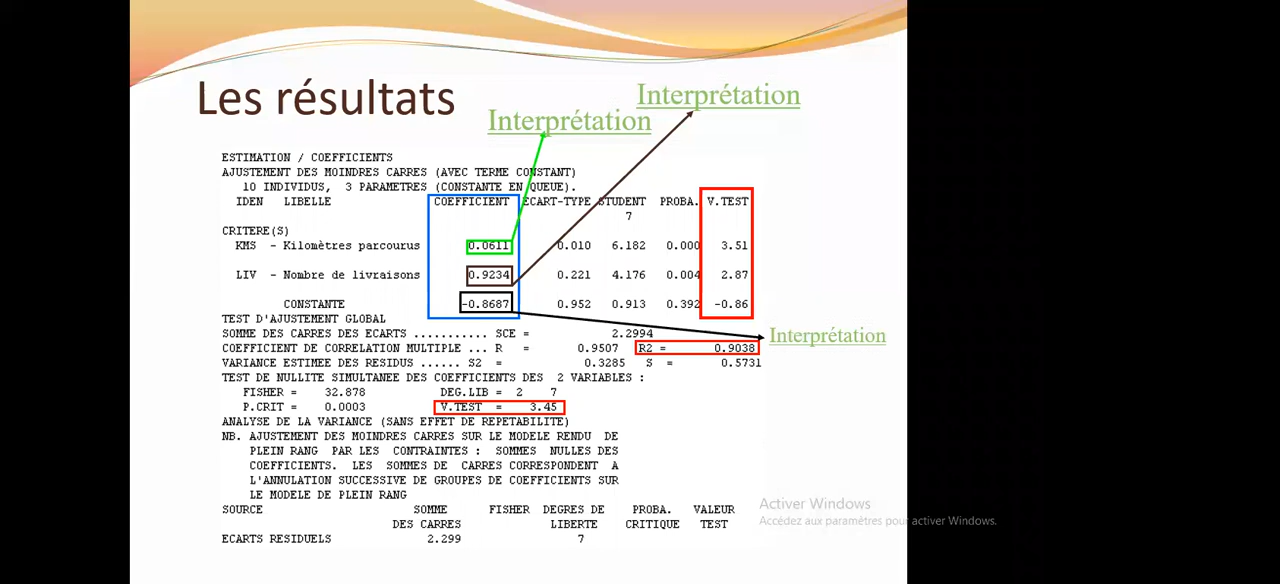 Les résultats
Interprétation
Interprétation
ESTIMATION / COEFFICIENTS
AJUSTEMENT DES MOINDRES CARRES (AVEC TERME CONSTANT)
10 INDIVIDUS, 3 PARAMETRES (CONSTANTE EN QUEUE).
IDEN LIBELLE COEFFICIENT ECART-TYPE STUDENT PROBA. V.TEST
7
CRITERE(S)
KMS - Kilomètres parcourus 0.0611 0.010 6.182 0.000 3.51
LIV - Nombre de livraisons 0.9234 0.221 4.176 0.004 2.87
CONSTANTE -0.8687 0.952 0.913 0.392 -0.86
TEST D'AJUSTEMENT GLOBAL
Interprétation
SOMME DES CARRES DES ECARTS ........... SCE = 2.2994
COEFFICIENT DE CORRELATION MULTIPLE ... R = 0.9507 R2 = 0.9038
VARIANCE ESTIMEE DES RESIDUS ...... S2 = 0.3285 S = 0.5731
TEST DE NULLITE SIMULTANEE DES COEFFICIENTS DES 2 VARIABLES :
FISHER = 32.878 DEG.LIB = 2 7
P.CRIT = 0.0003 V.TEST = 3.45
ANALYSE DE LA VARIANCE (SANS EFFET DE REPETABILITE)
NB. AJUSTEMENT DES MOINDRES CARRES SUR LE MODELE RENDU DE
PLEIN RANG PAR LES CONTRAINTES : SOMMES NULLES DES
COEFFICIENTS. LES SOMMES DE CARRES CORRESPONDENT A
L'ANNULATION SUCCESSIVE DE GROUPES DE COEFFICIENTS SUR
LE MODELE DE PLEIN RANG
SOURCE SOMME FISHER DEGRES DE PROBA. VALEUR
DES CARRES LIBERTE CRITIQUE TEST
ECARTS RESIDUELS 2.299 7
Activer Windows
Accédez aux paramètres pour activer Windows.